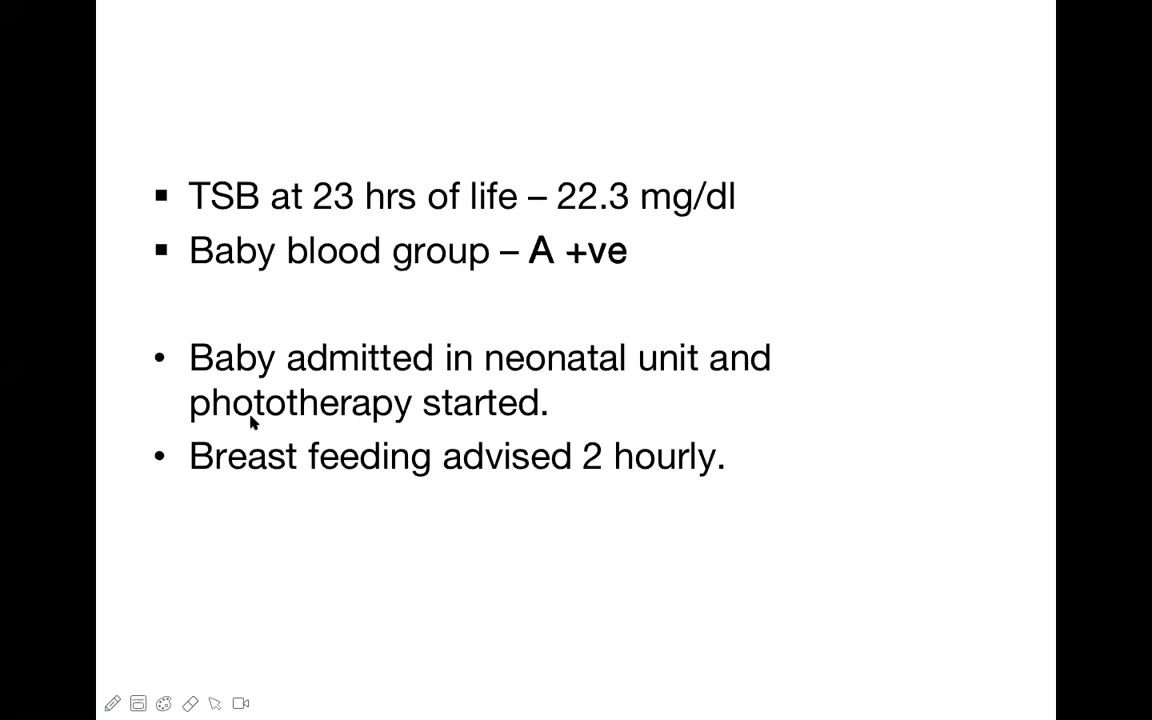 TSB at 23 hrs of life – 22.3 mg/dl
Baby blood group – A +ve
Baby admitted in neonatal unit and
phototherapy started.
Breast feeding advised 2 hourly.